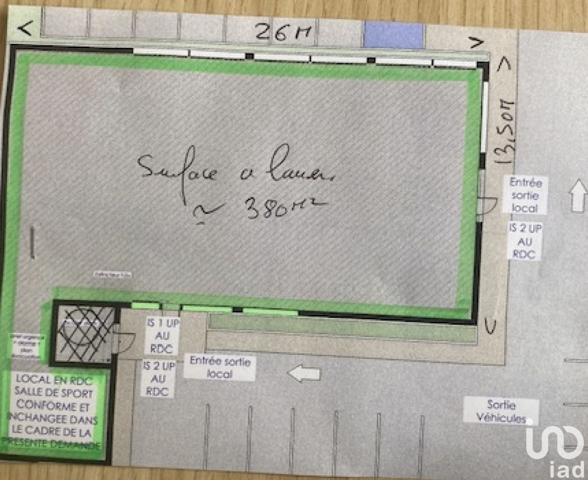 26M
13,50M
Surface a louer
~ 380M²
Entrée
sortie
local
IS 2 UP
AU
RDC
IS 1 UP
AU
RDC
IS 2 UP
AU
RDC
Entrée sortie
local
LOCAL EN RDC
SALLE DE SPORT
CONFORME ET
INCHANGEE DANS
LE CADRE DE LA
PRESENTE DEMANDE
Sortie
Véhicules
iad